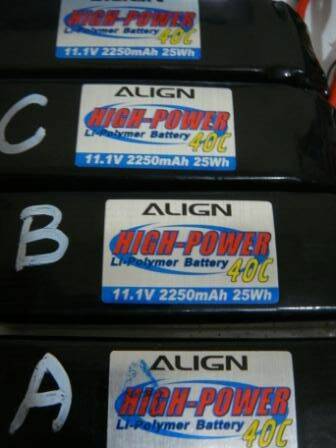 ALIGN
HIGH-POWER
40C
Li-Polymer Battery
11.1V 2250mAh 25Wh
C
ALIGN
HIGH-POWER
Li-Polymer Battery
40C
11.1V 2250mAh 25Wh
B
ALIGN
HIGH-POWER
Li-Polymer Battery
40C
11.1V 2250mAh 25Wh
A
ALIGN
HIGH-POWER
Li-Polymer Battery
40C